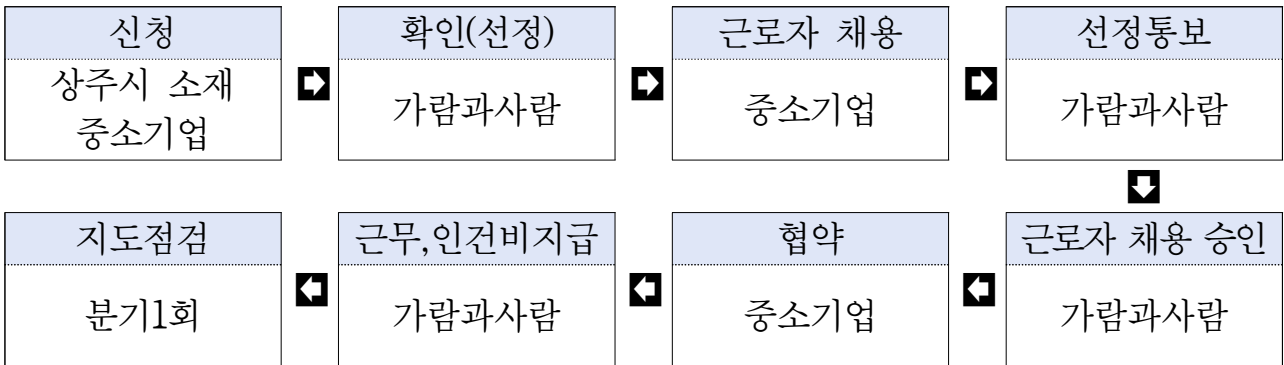 신청
상주시 소재
중소기업
확인(선정)
가람과사람
근로자 채용
중소기업
선정통보
가람과사람
근로자 채용 승인
가람과사람
협약
중소기업
근무,인건비지급
가람과사람
지도점검
분기1회